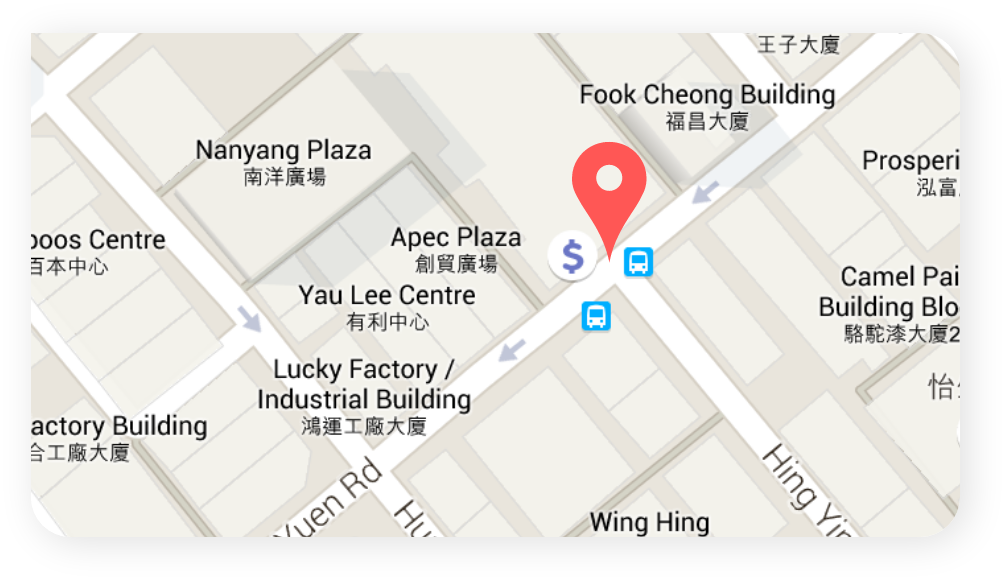 王子大廈
Fook Cheong Building
福昌大廈
Nanyang Plaza
南洋廣場
Prosperi
泓富
Apec Plaza
創貿廣場
$
poos Centre
百本中心
Yau Lee Centre
有利中心
Camel Pai
Building Blo
駱駝漆大廈2
Lucky Factory /
Industrial Building
鴻運工廠大廈
怡
actory Building
合工廠大廈
Yuen Rd
Hu
Hing Yi
Wing Hing